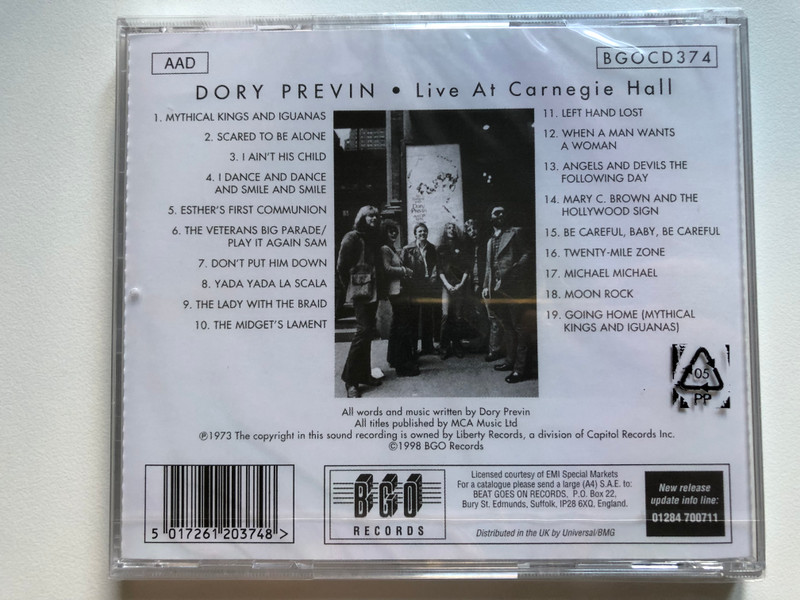 AAD
BGOCD374
DORY PREVIN • Live At Carnegie Hall
1. MYTHICAL KINGS AND IGUANAS
2. SCARED TO BE ALONE
3. I AIN'T HIS CHILD
4. I DANCE AND DANCE
AND SMILE AND SMILE
5. ESTHER'S FIRST COMMUNION
6. THE VETERANS BIG PARADE/
PLAY IT AGAIN SAM
7. DON'T PUT HIM DOWN
8. YADA YADA LA SCALA
9. THE LADY WITH THE BRAID
10. THE MIDGET'S LAMENT
11. LEFT HAND LOST
12. WHEN A MAN WANTS
A WOMAN
13. ANGELS AND DEVILS THE
FOLLOWING DAY
14. MARY C. BROWN AND THE
HOLLYWOOD SIGN
15. BE CAREFUL, BABY, BE CAREFUL
16. TWENTY-MILE ZONE
17. MICHAEL MICHAEL
18. MOON ROCK
19. GOING HOME (MYTHICAL
KINGS AND IGUANAS)
Dory
Previn
05
PP
All words and music written by Dory Previn
All titles published by MCA Music Ltd
℗1973 The copyright in this sound recording is owned by Liberty Records, a division of Capitol Records Inc.
©1998 BGO Records
5 017261 203748 >
BGO
RECORDS
Licensed courtesy of EMI Special Markets
For a catalogue please send a large (A4) S.A.E. to:
BEAT GOES ON RECORDS, P.O. Box 22,
Bury St. Edmunds, Suffolk, IP28 6XQ, England.
Distributed in the UK by Universal/BMG
New release
update info line:
01284 700711